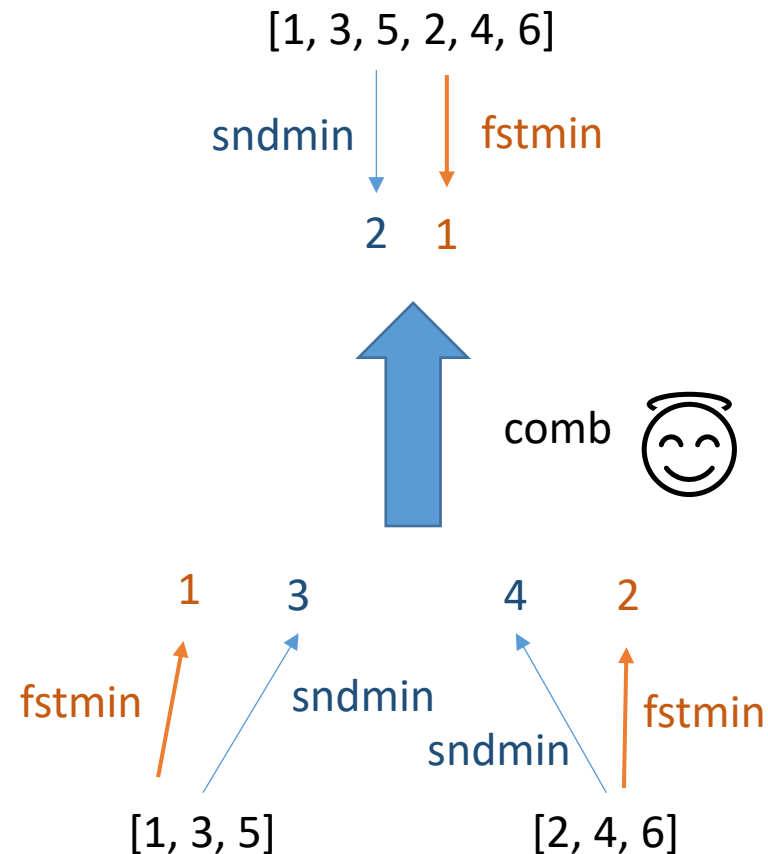 [1, 3, 5, 2, 4, 6]
sndmin fstmin
2 1
comb
1 3 4 2
fstmin sndmin sndmin fstmin
[1, 3, 5] [2, 4, 6]